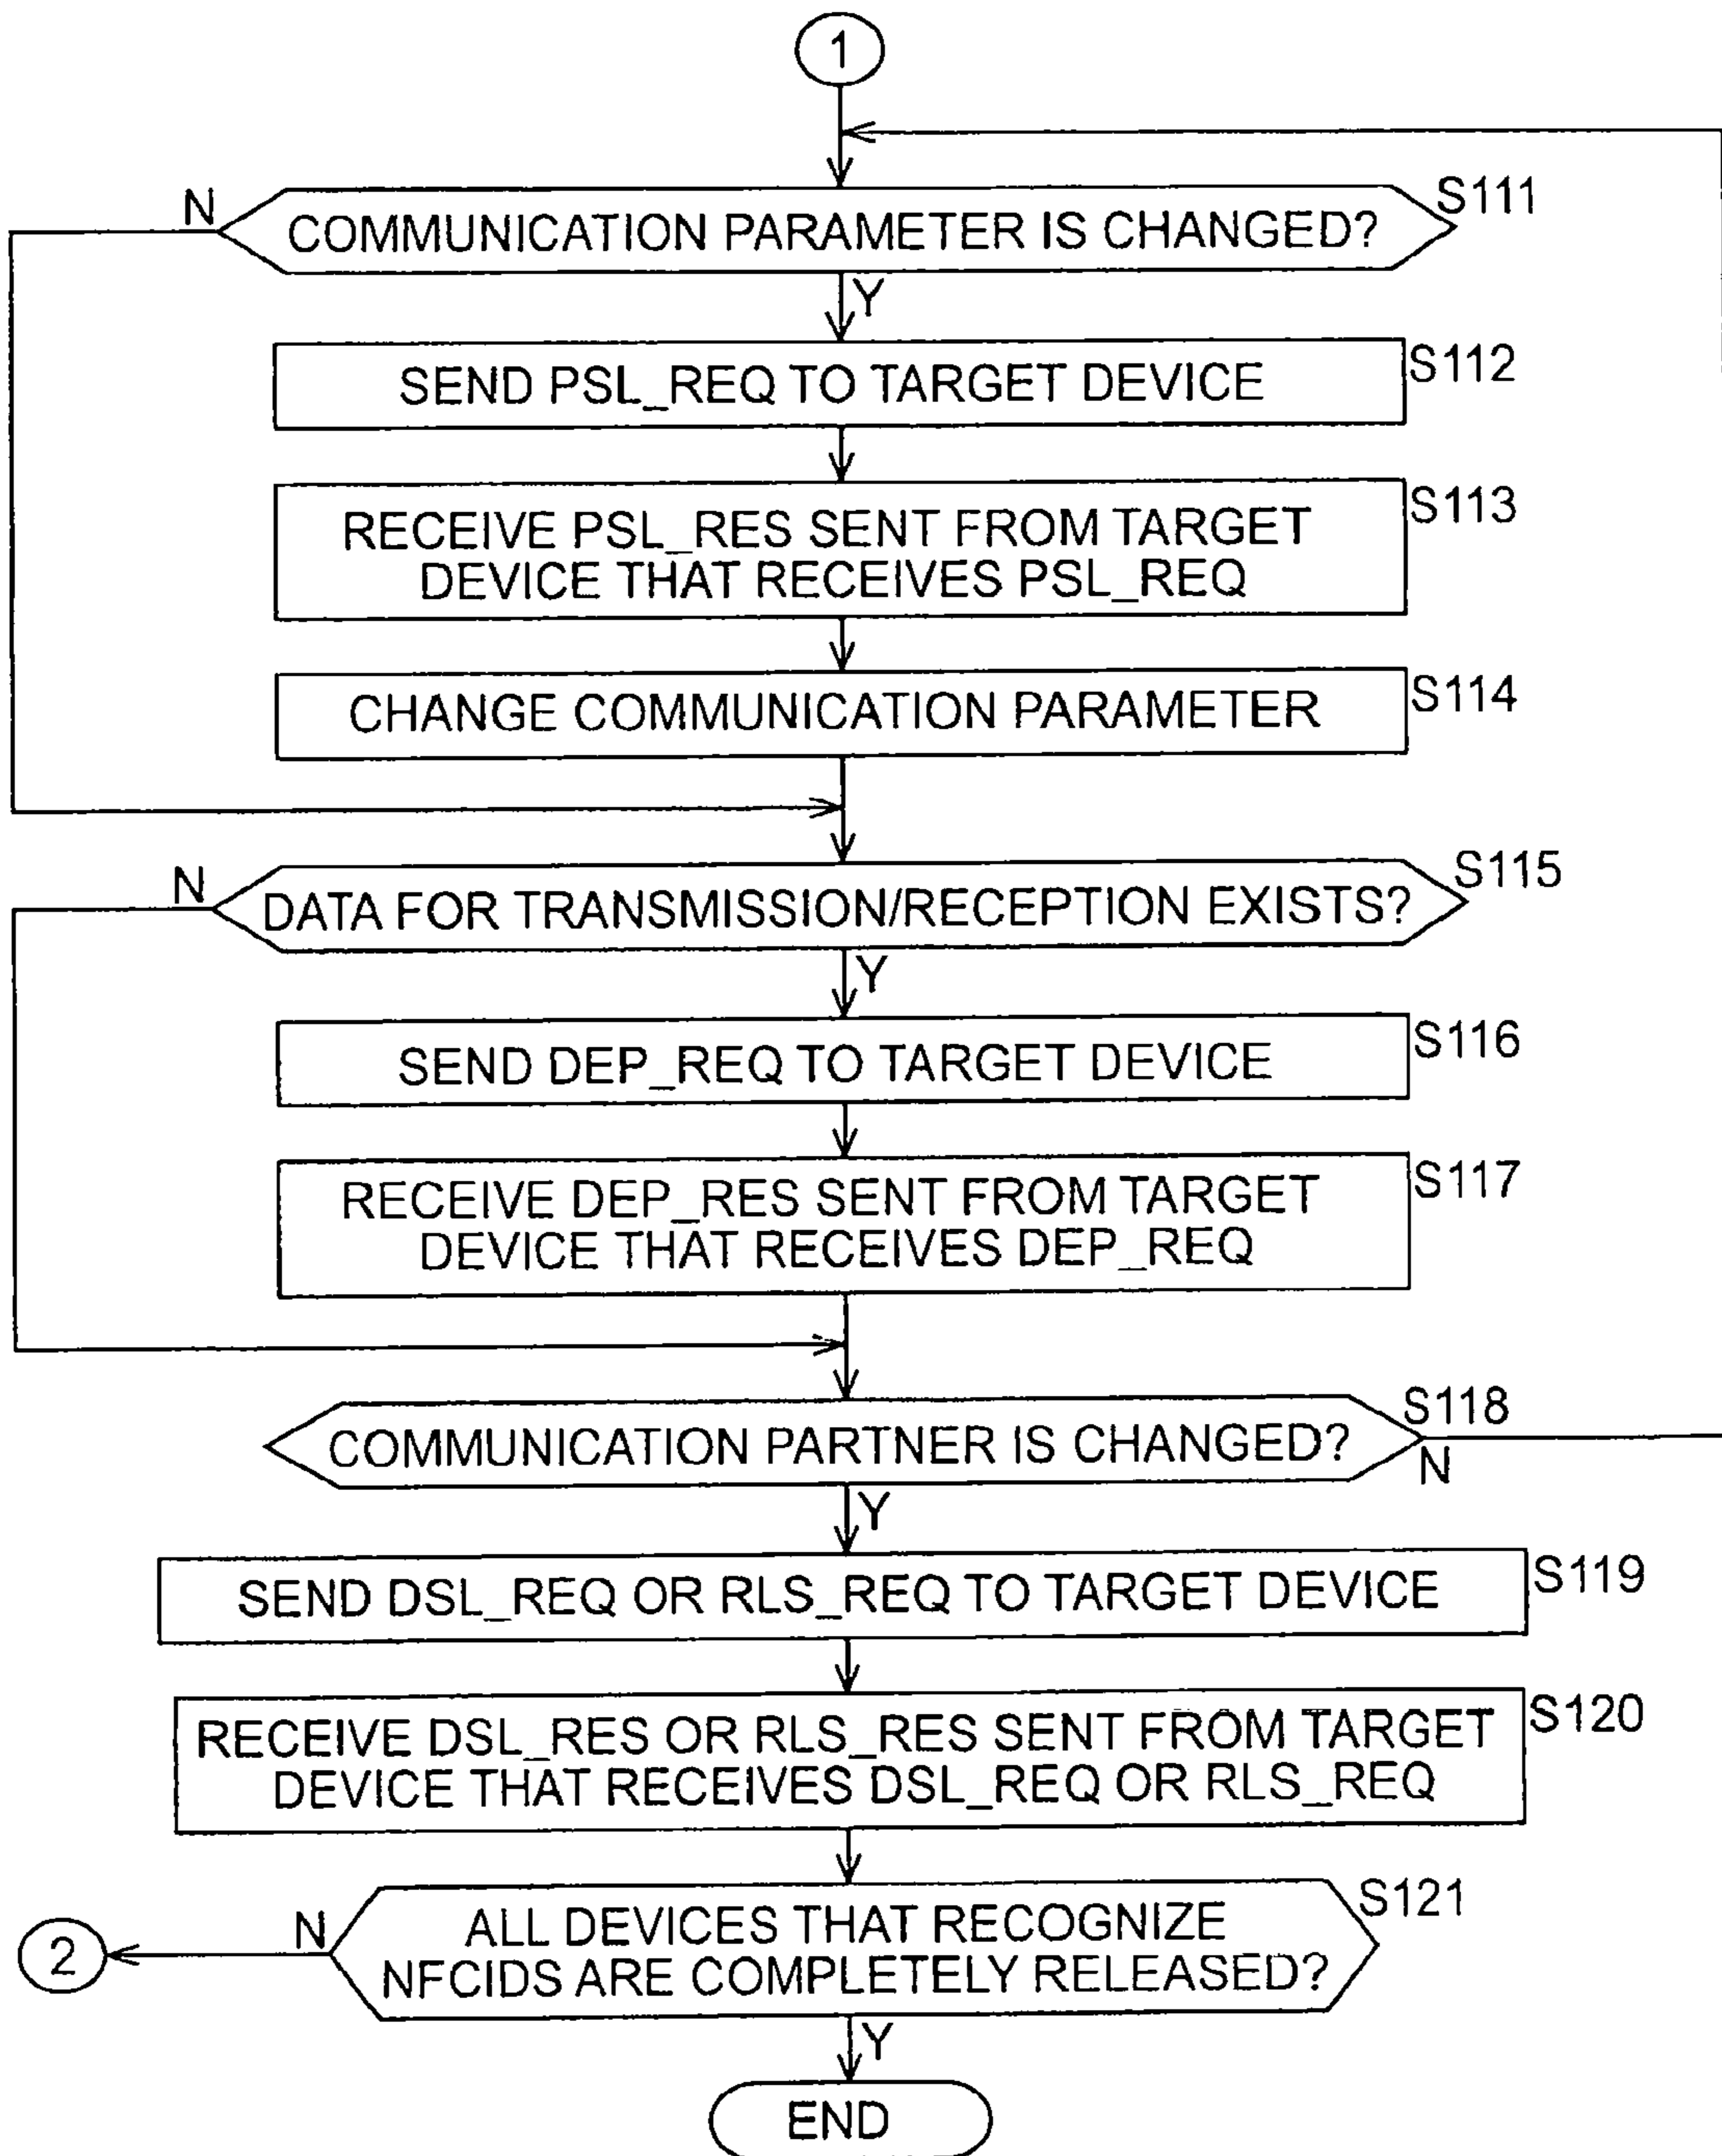 1
N
COMMUNICATION PARAMETER IS CHANGED?
S111
Y
SEND PSL_REQ TO TARGET DEVICE
S112
RECEIVE PSL_RES SENT FROM TARGET
DEVICE THAT RECEIVES PSL_REQ
S113
CHANGE COMMUNICATION PARAMETER
S114
N
DATA FOR TRANSMISSION/RECEPTION EXISTS?
S115
Y
SEND DEP_REQ TO TARGET DEVICE
S116
RECEIVE DEP_RES SENT FROM TARGET
DEVICE THAT RECEIVES DEP_REQ
S117
COMMUNICATION PARTNER IS CHANGED?
S118
N
Y
SEND DSL_REQ OR RLS_REQ TO TARGET DEVICE
S119
RECEIVE DSL_RES OR RLS_RES SENT FROM TARGET
DEVICE THAT RECEIVES DSL_REQ OR RLS_REQ
S120
2
N
ALL DEVICES THAT RECOGNIZE
NFCIDS ARE COMPLETELY RELEASED?
S121
Y
END